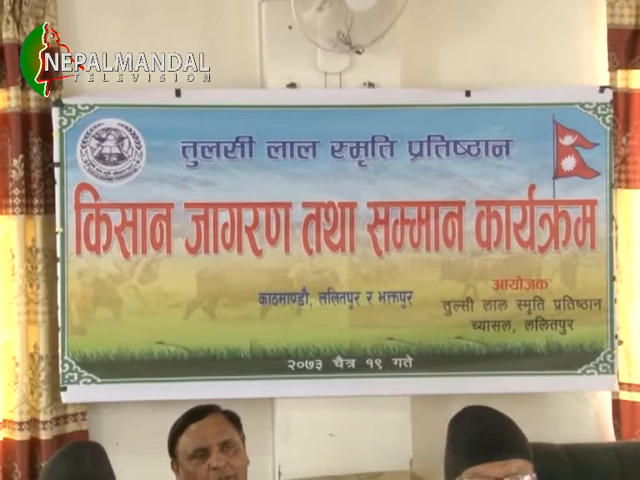 NEPALMANDAL
TELEVISION
तुलसी लाल स्मृति प्रतिष्ठान
किसान जागरण तथा सम्मान कार्यक्रम
काठमाण्डौ, ललितपुर र भक्तपुर
आयोजक
तुल्सी लाल स्मृति प्रतिष्ठान
च्यासल, ललितपुर
२०७३ चैत्र १९ गते